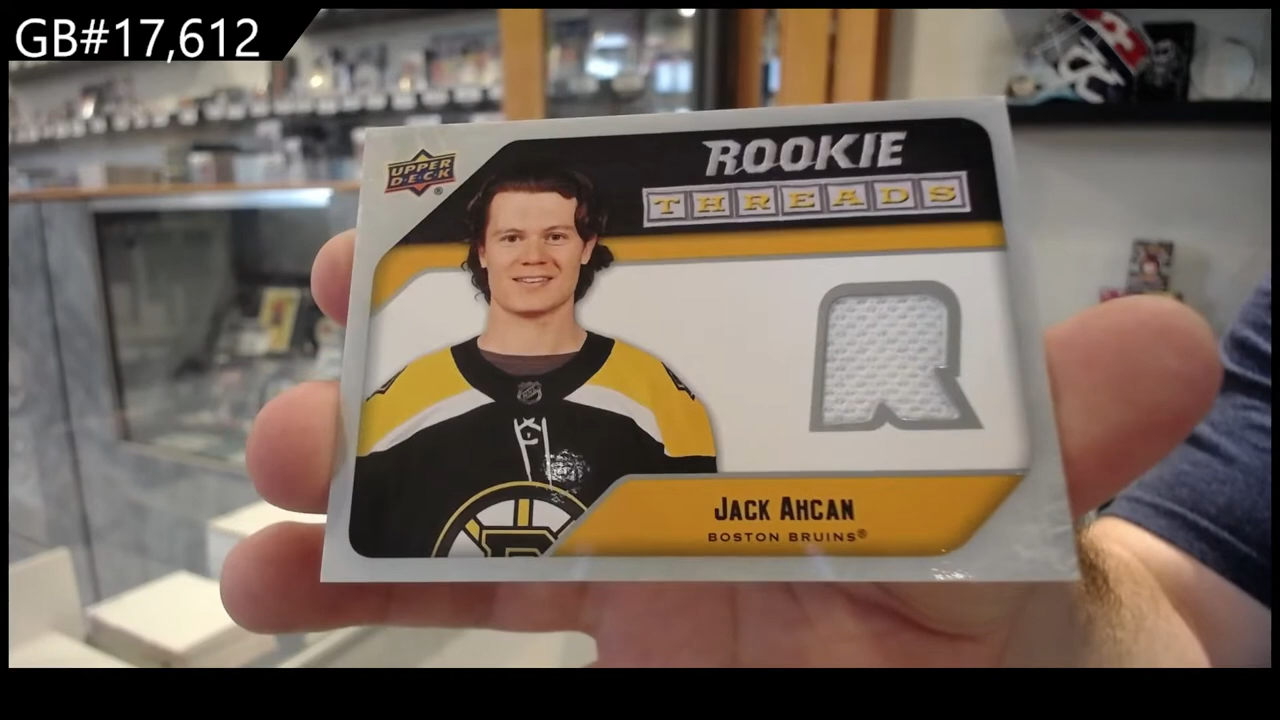 GB#17,612
UPPER
DECK®
ROOKIE
THREADS
JACK AHCAN
BOSTON BRUINS®